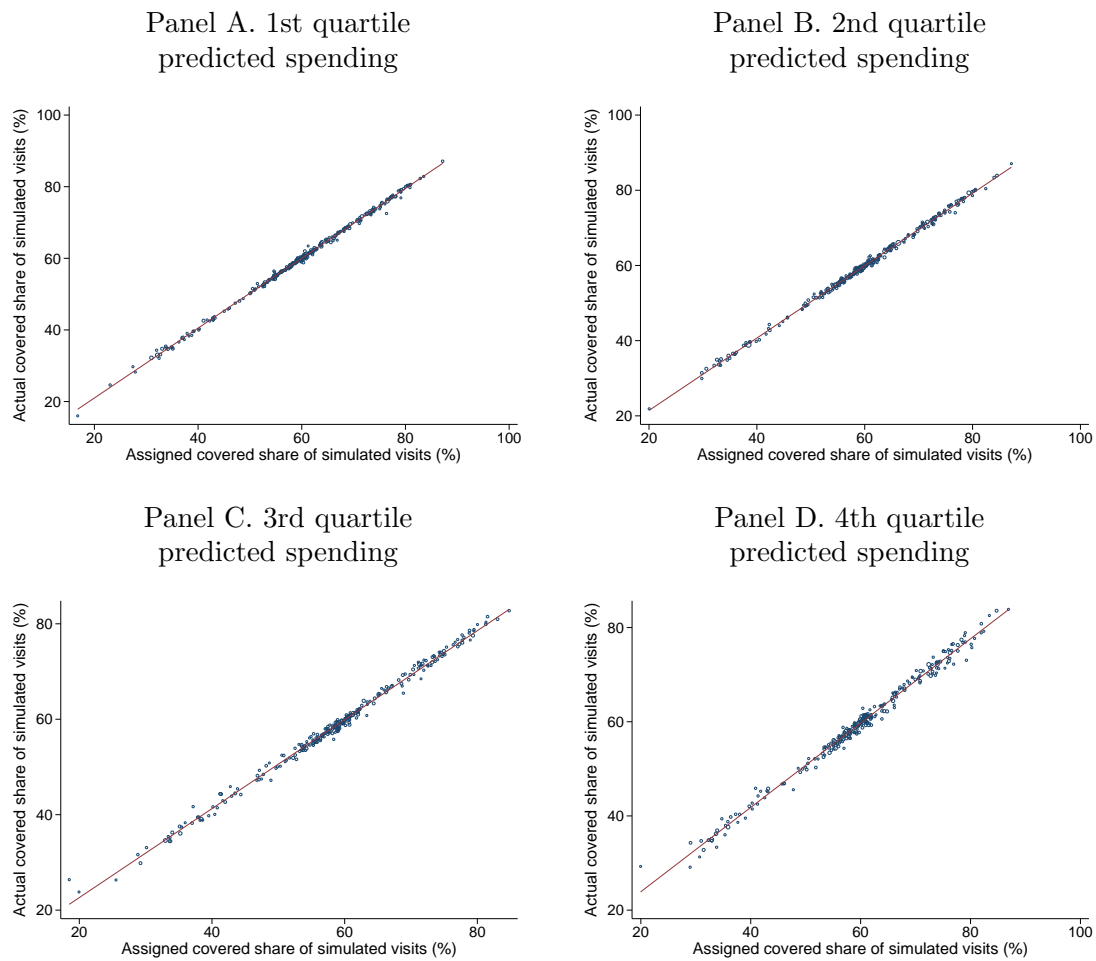 Panel A. 1st quartile
predicted spending
Actual covered share of simulated visits (%)
100
80
60
40
20
20 40 60 80 100
Assigned covered share of simulated visits (%)
Panel B. 2nd quartile
predicted spending
Actual covered share of simulated visits (%)
100
80
60
40
20
20 40 60 80 100
Assigned covered share of simulated visits (%)
Panel C. 3rd quartile
predicted spending
Actual covered share of simulated visits (%)
80
60
40
20
20 40 60 80
Assigned covered share of simulated visits (%)
Panel D. 4th quartile
predicted spending
Actual covered share of simulated visits (%)
80
60
40
20
20 40 60 80 100
Assigned covered share of simulated visits (%)